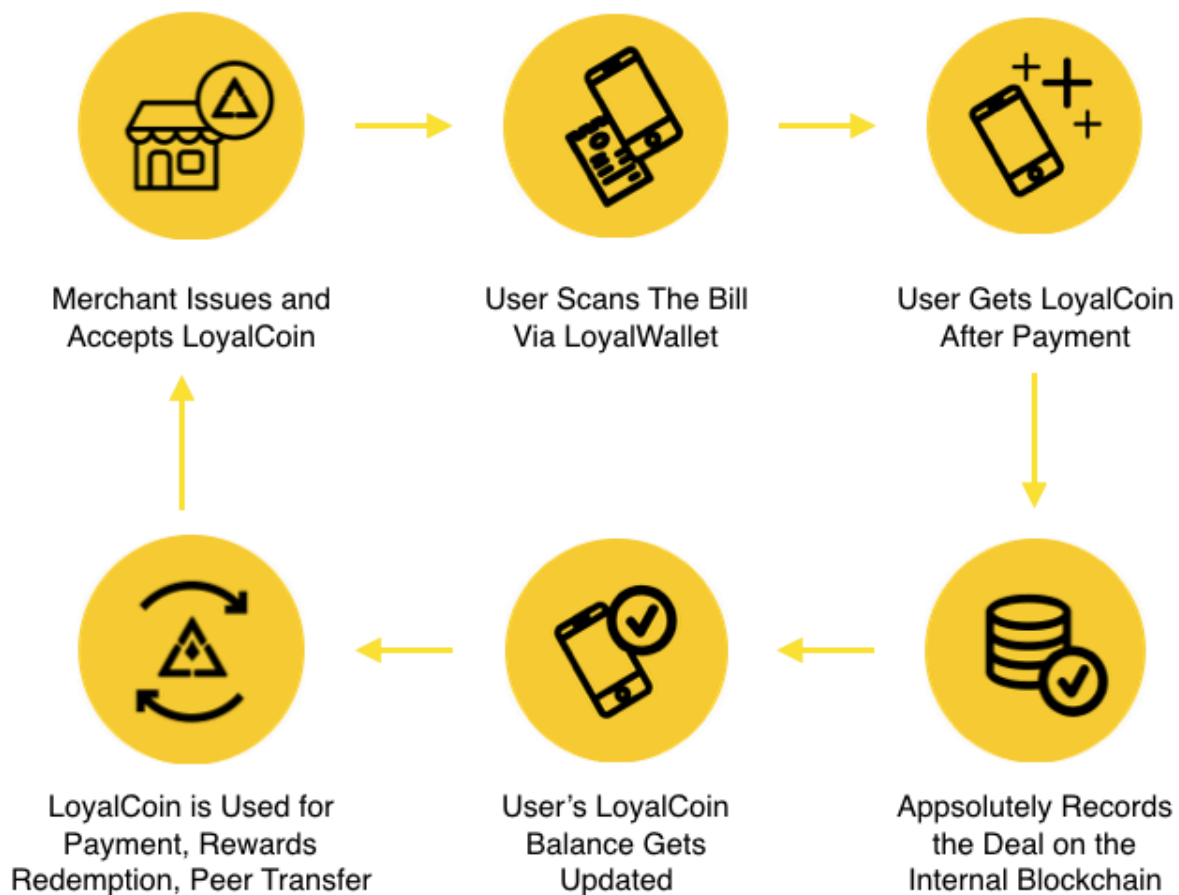 Merchant Issues and
Accepts LoyalCoin
User Scans The Bill
Via LoyalWallet
User Gets LoyalCoin
After Payment
LoyalCoin is Used for
Payment, Rewards
Redemption, Peer Transfer
User's LoyalCoin
Balance Gets
Updated
Appsolutely Records
the Deal on the
Internal Blockchain